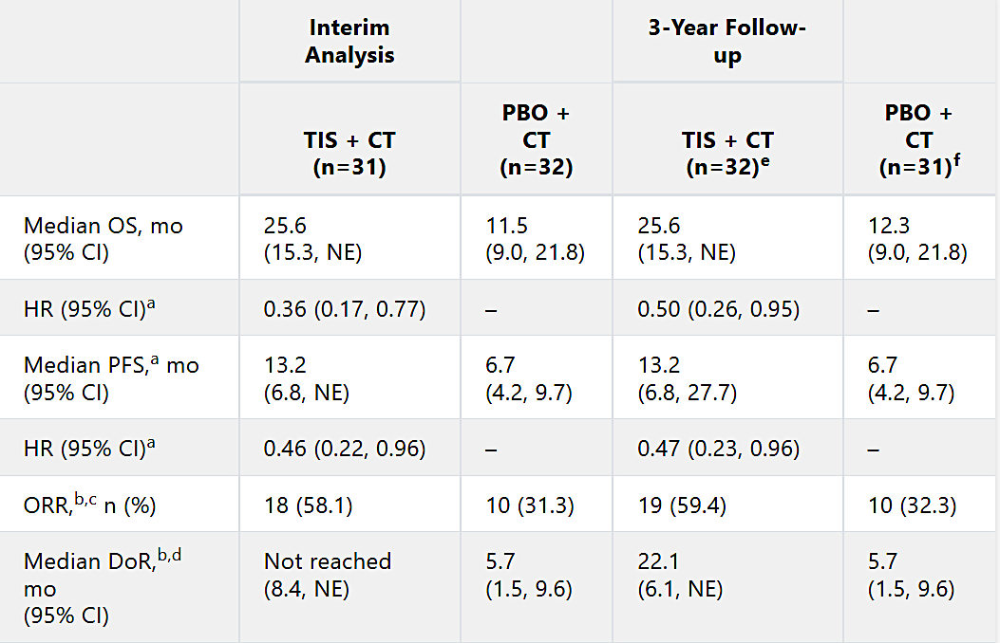 Interim
Analysis
3-Year Follow-
up
TIS + CT
(n=31)
PBO +
CT
(n=32)
TIS + CT
(n=32)e
PBO +
CT
(n=31)f
Median OS, mo
(95% CI)
25.6
(15.3, NE)
11.5
(9.0, 21.8)
25.6
(15.3, NE)
12.3
(9.0, 21.8)
HR (95% CI)a
0.36 (0.17, 0.77)
–
0.50 (0.26, 0.95)
–
Median PFS,a mo
(95% CI)
13.2
(6.8, NE)
6.7
(4.2, 9.7)
13.2
(6.8, 27.7)
6.7
(4.2, 9.7)
HR (95% CI)a
0.46 (0.22, 0.96)
–
0.47 (0.23, 0.96)
–
ORR,b,c n (%)
18 (58.1)
10 (31.3)
19 (59.4)
10 (32.3)
Median DoR,b,d
mo
(95% CI)
Not reached
(8.4, NE)
5.7
(1.5, 9.6)
22.1
(6.1, NE)
5.7
(1.5, 9.6)